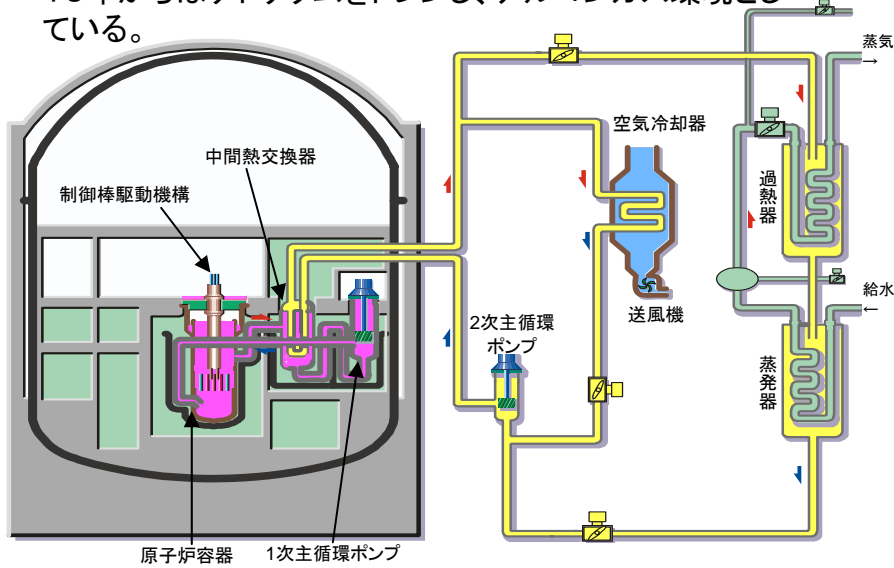 ている。
蒸気
→
空気冷却器
中間熱交換器
過熱器
制御棒駆動機構
給水
←
送風機
2次主循環
ポンプ
蒸発器
原子炉容器
1次主循環ポンプ